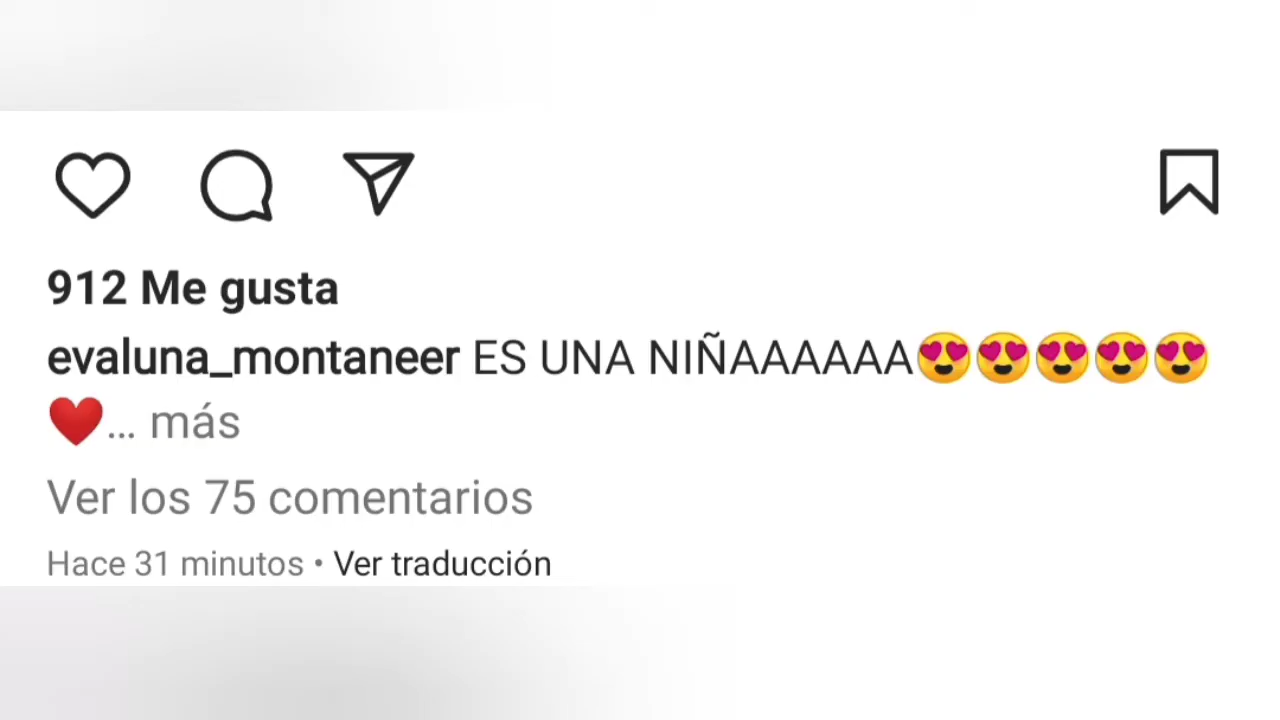 912 Me gusta
evaluna_montaneer ES UNA NIÑAAAAAA😍😍😍😍😍
❤️... más
Ver los 75 comentarios
Hace 31 minutos • Ver traducción